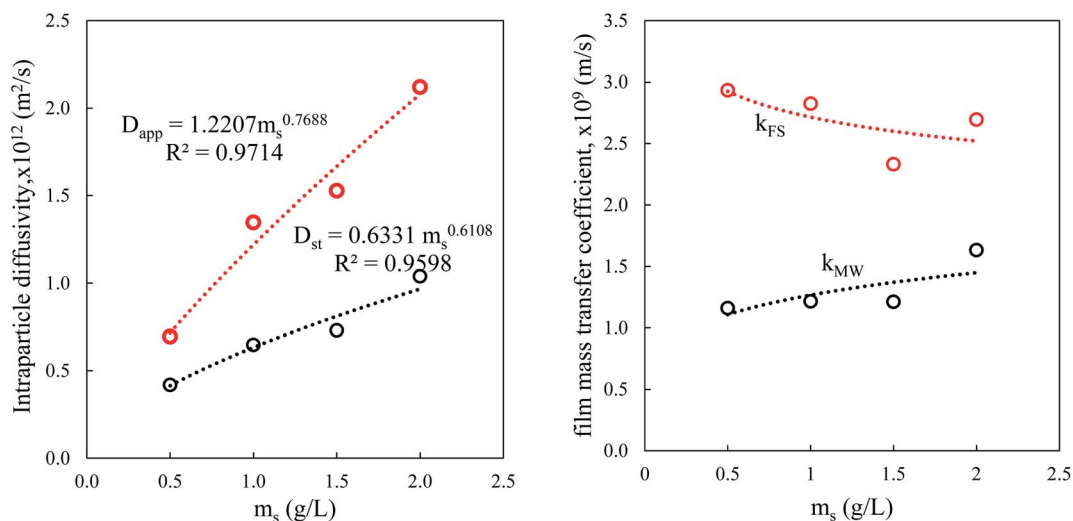 Intraparticle diffusivity,x10¹² (m²/s)
2.5
2.0
1.5
1.0
0.5
0.0
D_app = 1.2207m_s^0.7688
R² = 0.9714
D_st = 0.6331 m_s^0.6108
R² = 0.9598
0.0 0.5 1.0 1.5 2.0 2.5
m_s (g/L)
film mass transfer coefficient, x10⁹ (m/s)
3.5
3.0
2.5
2.0
1.5
1.0
0.5
0.0
k_FS
k_MW
0 0.5 1 1.5 2 2.5
m_s (g/L)